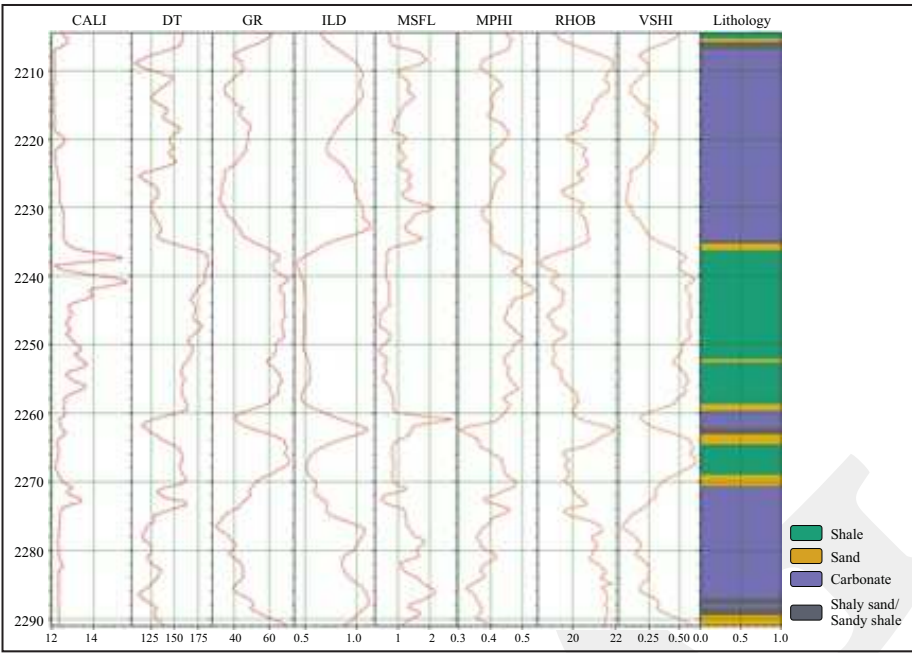 CALI DT GR ILD MSFL MPHI RHOB VSHI Lithology
2210
2220
2230
2240
2250
2260
2270
2280
2290
12 14 125 150 175 40 60 0.5 1.0 1 2 0.3 0.4 0.5 20 22 0.25 0.50 0.0 0.5 1.0
Shale
Sand
Carbonate
Shaly sand/
Sandy shale